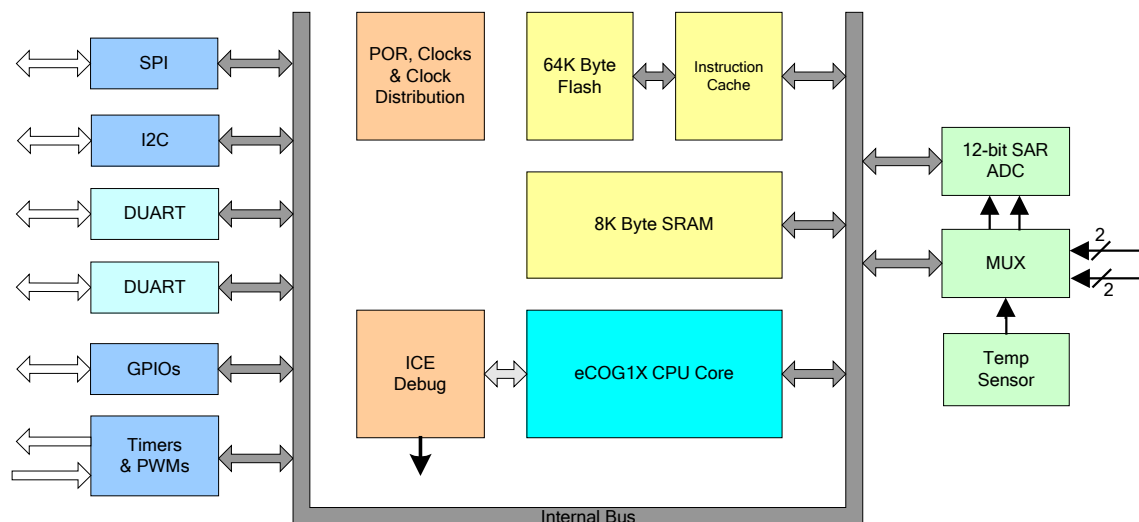 SPI
I2C
DUART
DUART
GPIOs
Timers
& PWMs
POR, Clocks
& Clock
Distribution
64K Byte
Flash
Instruction
Cache
8K Byte SRAM
ICE
Debug
eCOG1X CPU Core
Internal Bus
12-bit SAR
ADC
MUX
2
2
Temp
Sensor